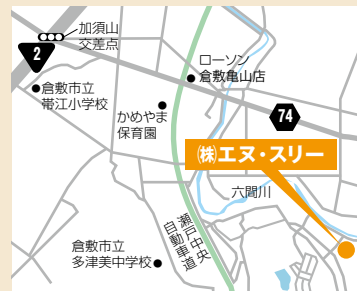 加須山
交差点
2
ローソン
倉敷亀山店
倉敷市立
帯江小学校
かめやま
保育園
74
㈱エヌ・スリー
六間川
瀬戸中央
自動車道
倉敷市立
多津美中学校